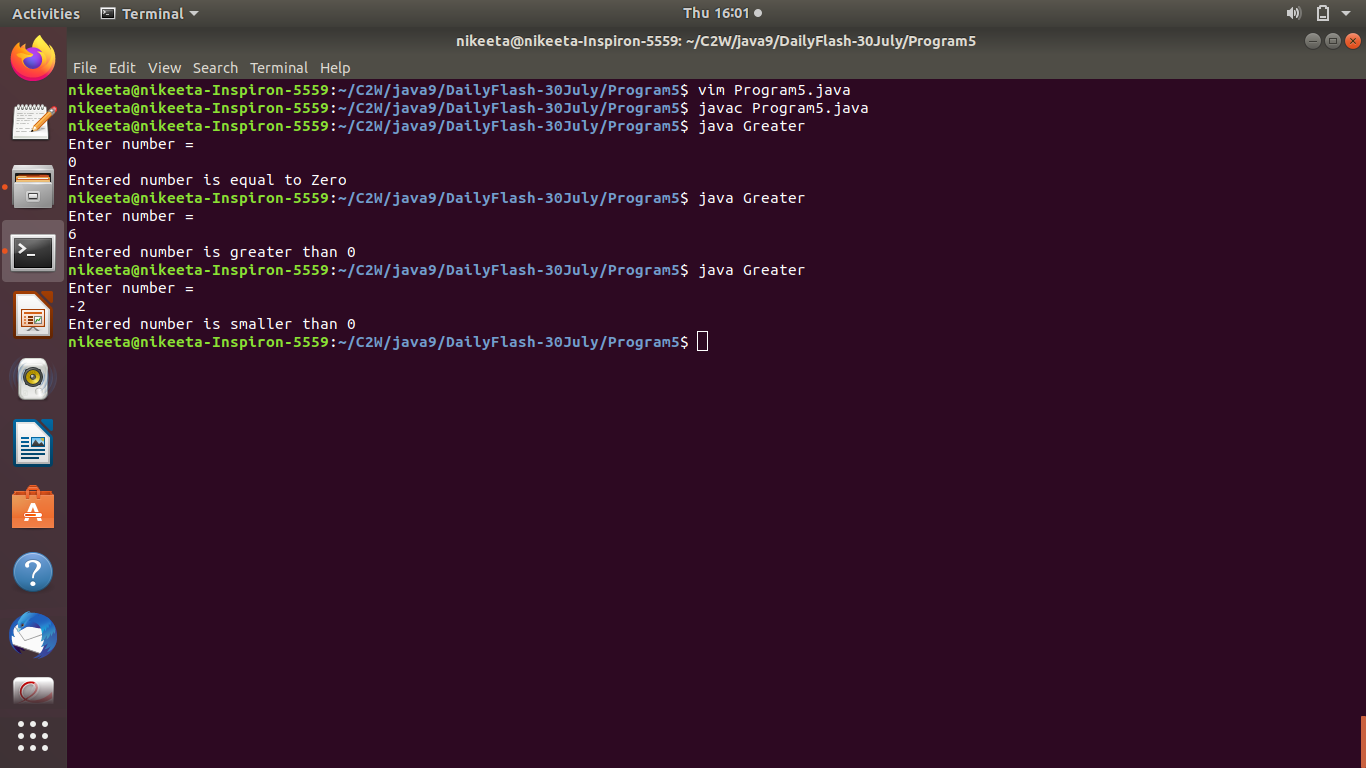 Activities Terminal Thu 16:01
nikeeta@nikeeta-Inspiron-5559: ~/C2W/java9/DailyFlash-30July/Program5
File Edit View Search Terminal Help
nikeeta@nikeeta-Inspiron-5559:~/C2W/java9/DailyFlash-30July/Program5$ vim Program5.java
nikeeta@nikeeta-Inspiron-5559:~/C2W/java9/DailyFlash-30July/Program5$ javac Program5.java
nikeeta@nikeeta-Inspiron-5559:~/C2W/java9/DailyFlash-30July/Program5$ java Greater
Enter number =
0
Entered number is equal to Zero
nikeeta@nikeeta-Inspiron-5559:~/C2W/java9/DailyFlash-30July/Program5$ java Greater
Enter number =
6
Entered number is greater than 0
nikeeta@nikeeta-Inspiron-5559:~/C2W/java9/DailyFlash-30July/Program5$ java Greater
Enter number =
-2
Entered number is smaller than 0
nikeeta@nikeeta-Inspiron-5559:~/C2W/java9/DailyFlash-30July/Program5$